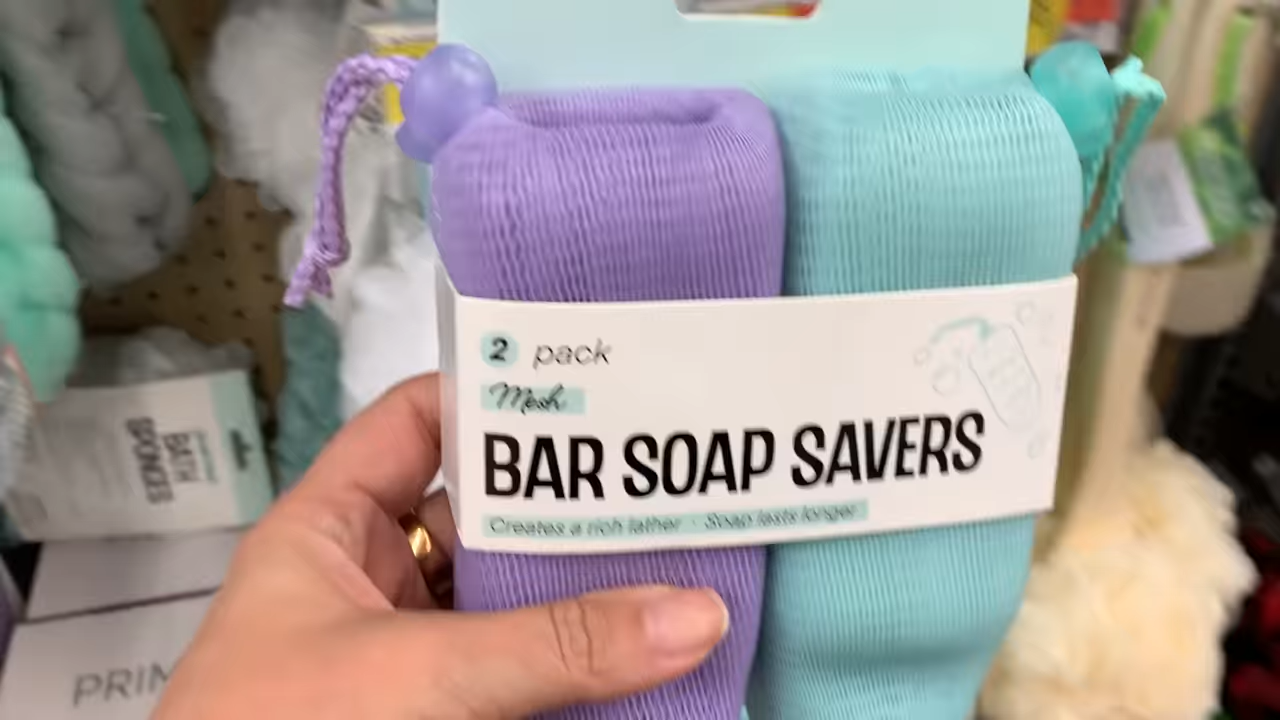 2 pack
Mesh
BAR SOAP SAVERS
Creates a rich lather · Soap lasts longer
BATH
SPONGES
PRIM